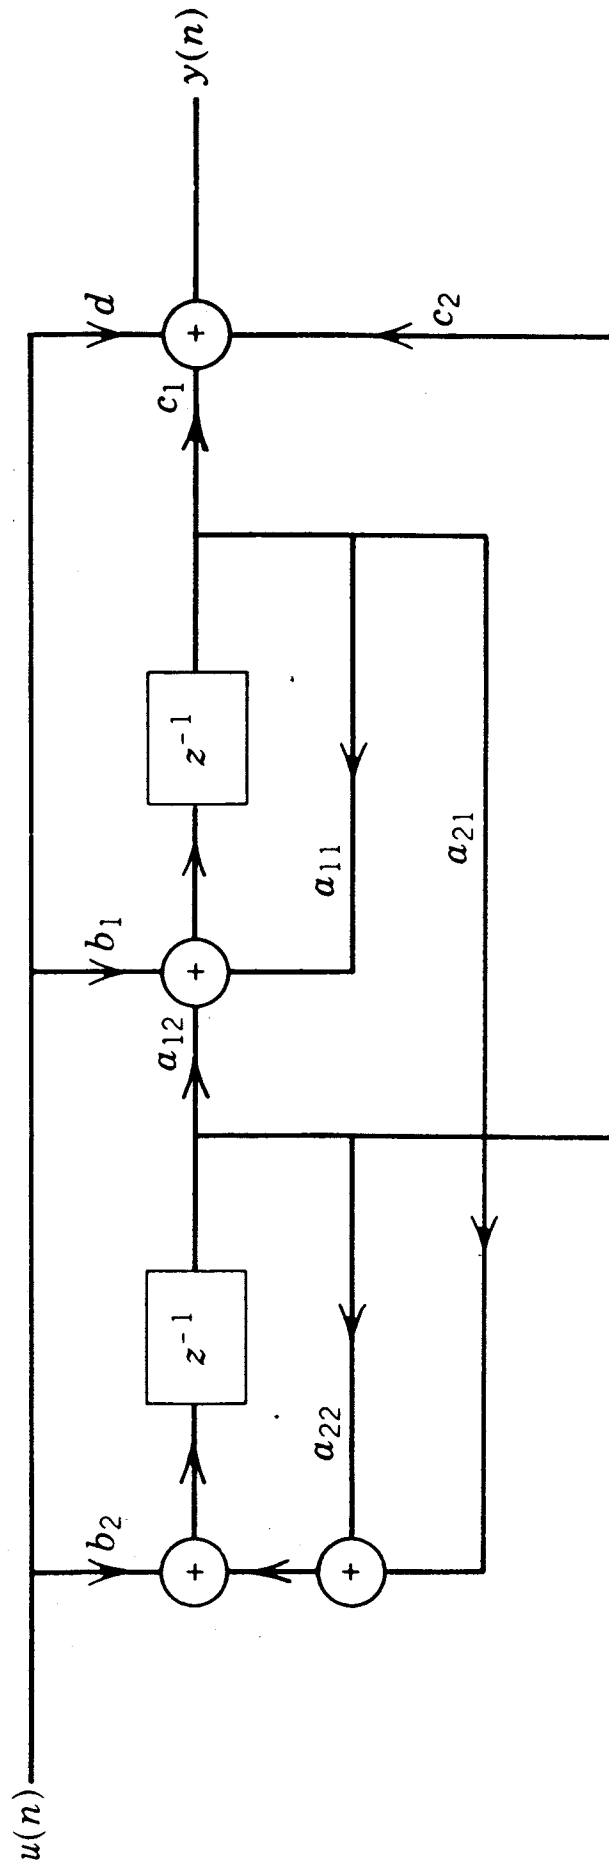 u(n)
b₂
b₁
d
z⁻¹
a₁₂
z⁻¹
c₁
y(n)
+
+
+
a₂₂
a₁₁
c₂
+
a₂₁